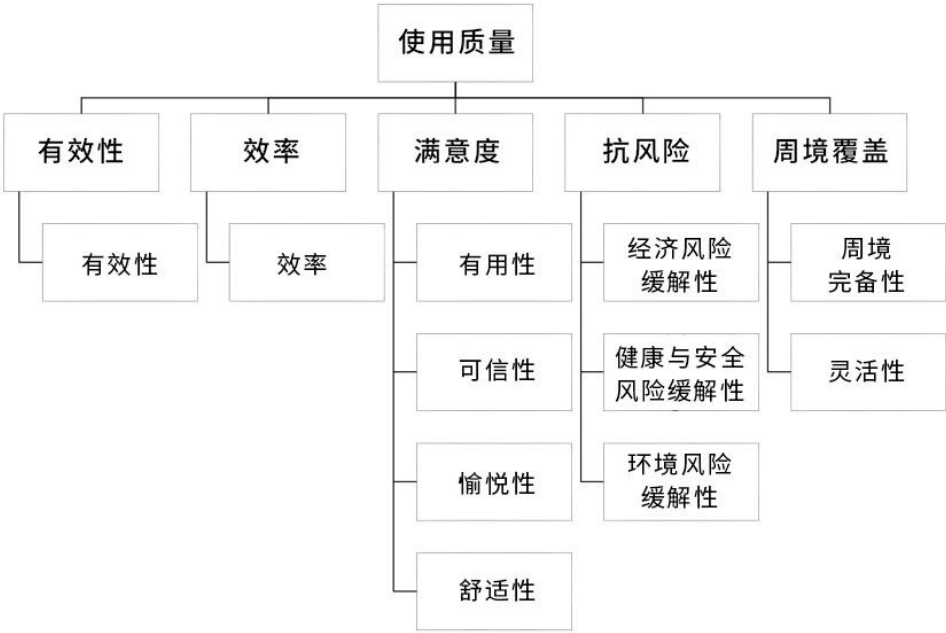 使用质量
有效性
效率
满意度
抗风险
周境覆盖
有效性
效率
有用性
经济风险
缓解性
周境
完备性
可信性
健康与安全
风险缓解性
灵活性
愉悦性
环境风险
缓解性
舒适性